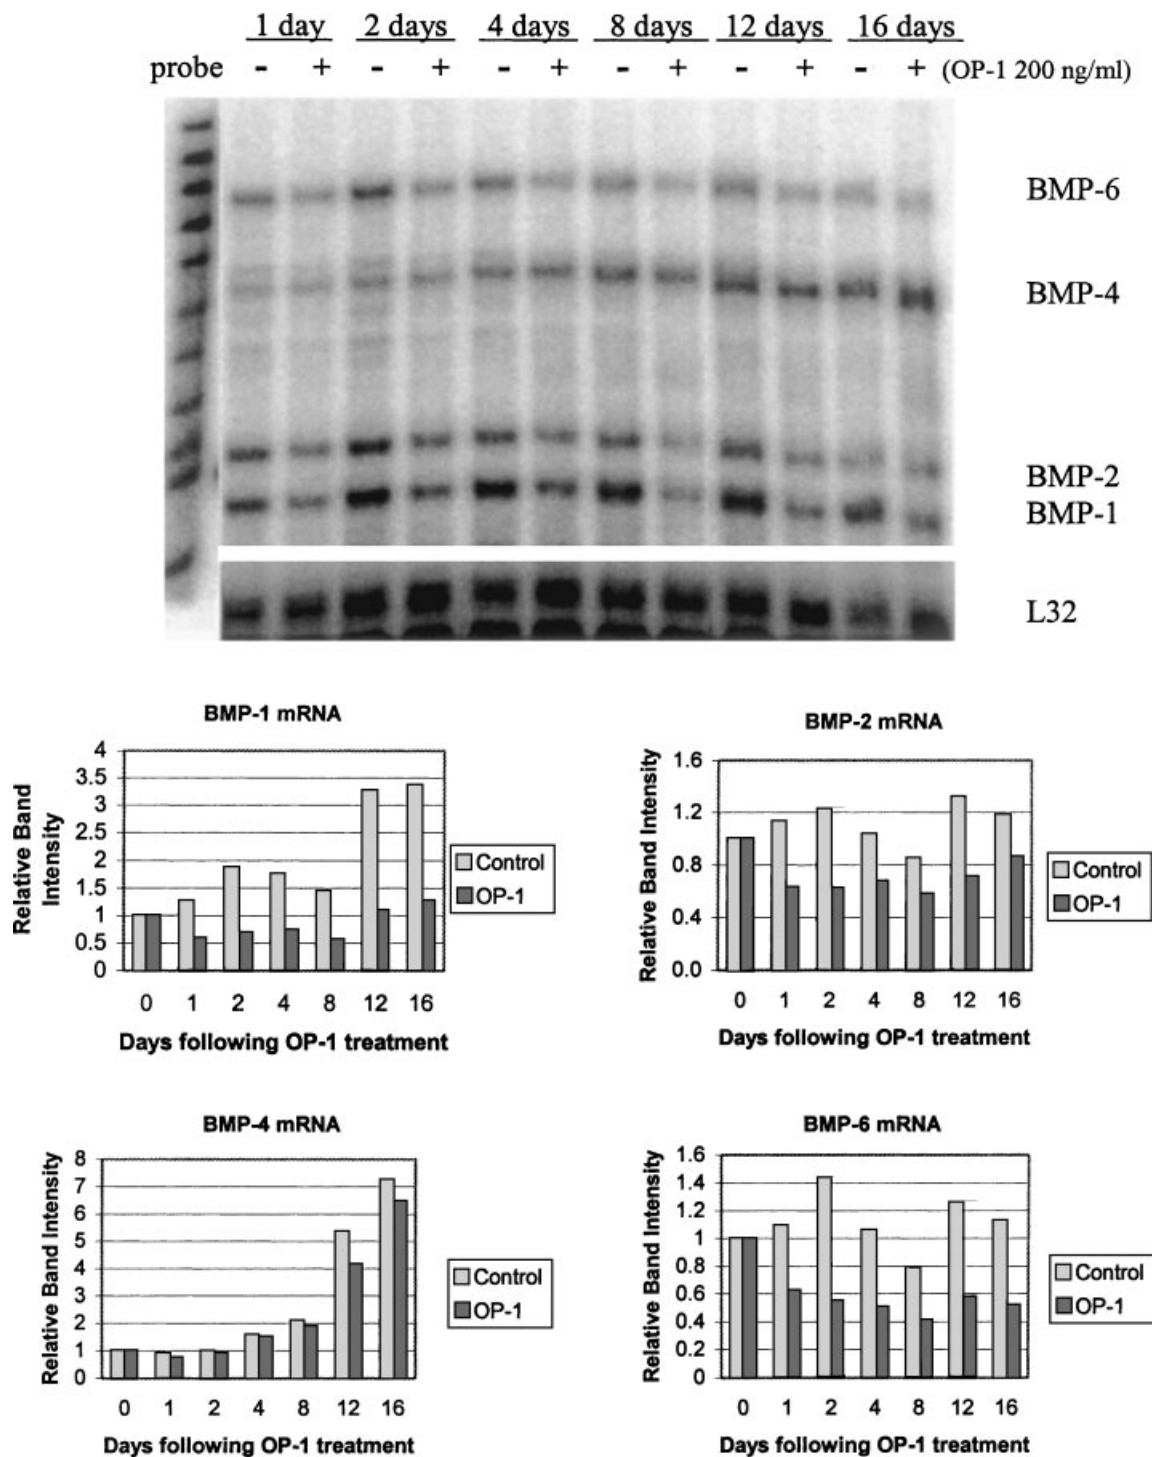 1 day 2 days 4 days 8 days 12 days 16 days
probe - + - + - + - + - + - + (OP-1 200 ng/ml)
BMP-6
BMP-4
BMP-2
BMP-1
L32
BMP-1 mRNA
Relative Band
Intensity
4
3.5
3
2.5
2
1.5
1
0.5
0
0 1 2 4 8 12 16
Days following OP-1 treatment
Control
OP-1
BMP-2 mRNA
Relative Band Intensity
1.6
1.2
0.8
0.4
0.0
0 1 2 4 8 12 16
Days following OP-1 treatment
Control
OP-1
BMP-4 mRNA
Relative Band Intensity
8
7
6
5
4
3
2
1
0
0 1 2 4 8 12 16
Days following OP-1 treatment
Control
OP-1
BMP-6 mRNA
Relative Band Intensity
1.6
1.4
1.2
1
0.8
0.6
0.4
0.2
0
0 1 2 4 8 12 16
Days following OP-1 treatment
Control
OP-1